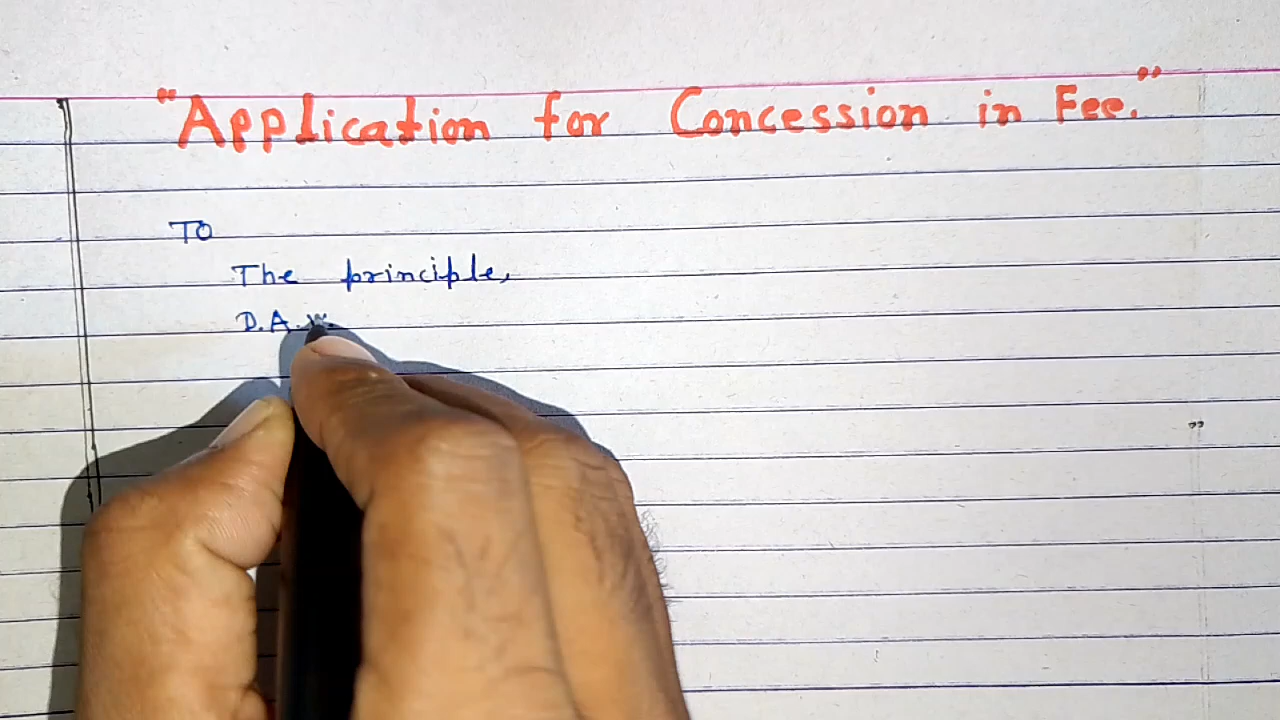 "Application for Concession in Fee."
TO
The principle,
D.A.
"